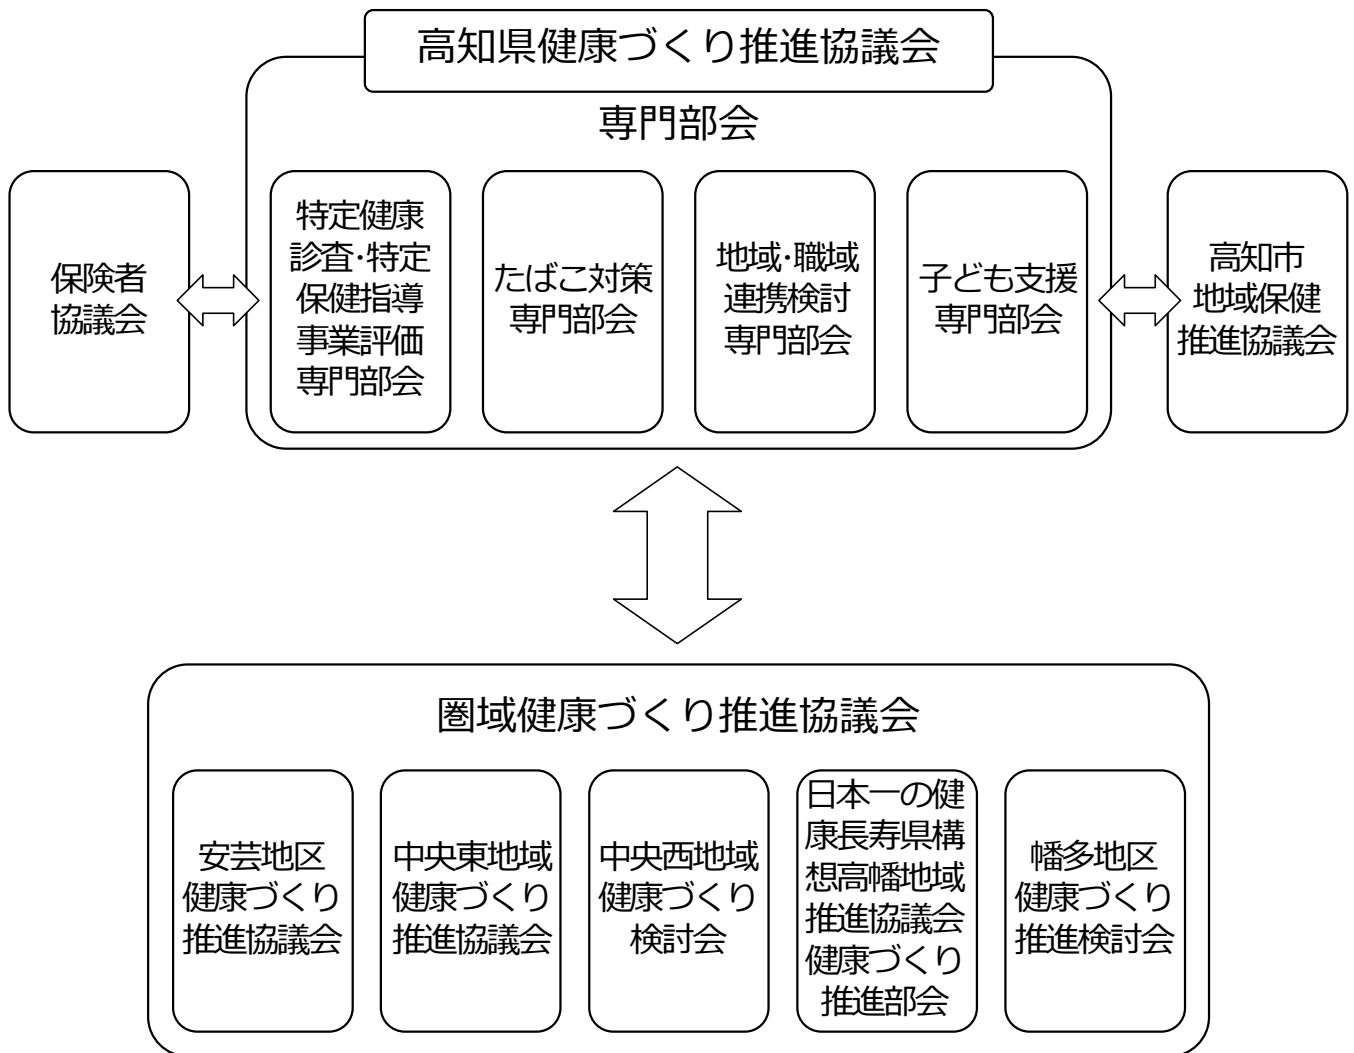 高知県健康づくり推進協議会
専門部会
保険者
協議会
特定健康
診査・特定
保健指導
事業評価
専門部会
たばこ対策
専門部会
地域・職域
連携検討
専門部会
子ども支援
専門部会
高知市
地域保健
推進協議会
圏域健康づくり推進協議会
安芸地区
健康づくり
推進協議会
中央東地域
健康づくり
推進協議会
中央西地域
健康づくり
検討会
日本一の健
康長寿県構
想高幡地域
推進協議会
健康づくり
推進部会
幡多地区
健康づくり
推進検討会